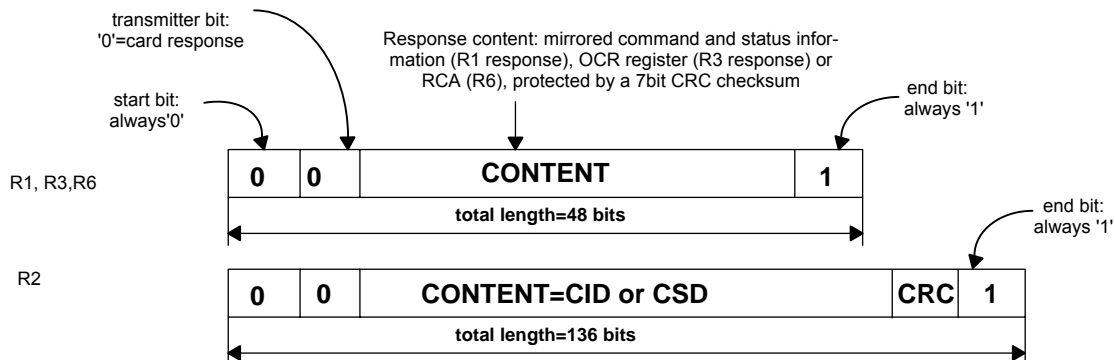 transmitter bit:
'0'=card response
Response content: mirrored command and status infor-
mation (R1 response), OCR register (R3 response) or
RCA (R6), protected by a 7bit CRC checksum
start bit:
always'0'
end bit:
always '1'
R1, R3,R6
0 0 CONTENT 1
total length=48 bits
end bit:
always '1'
R2
0 0 CONTENT=CID or CSD CRC 1
total length=136 bits